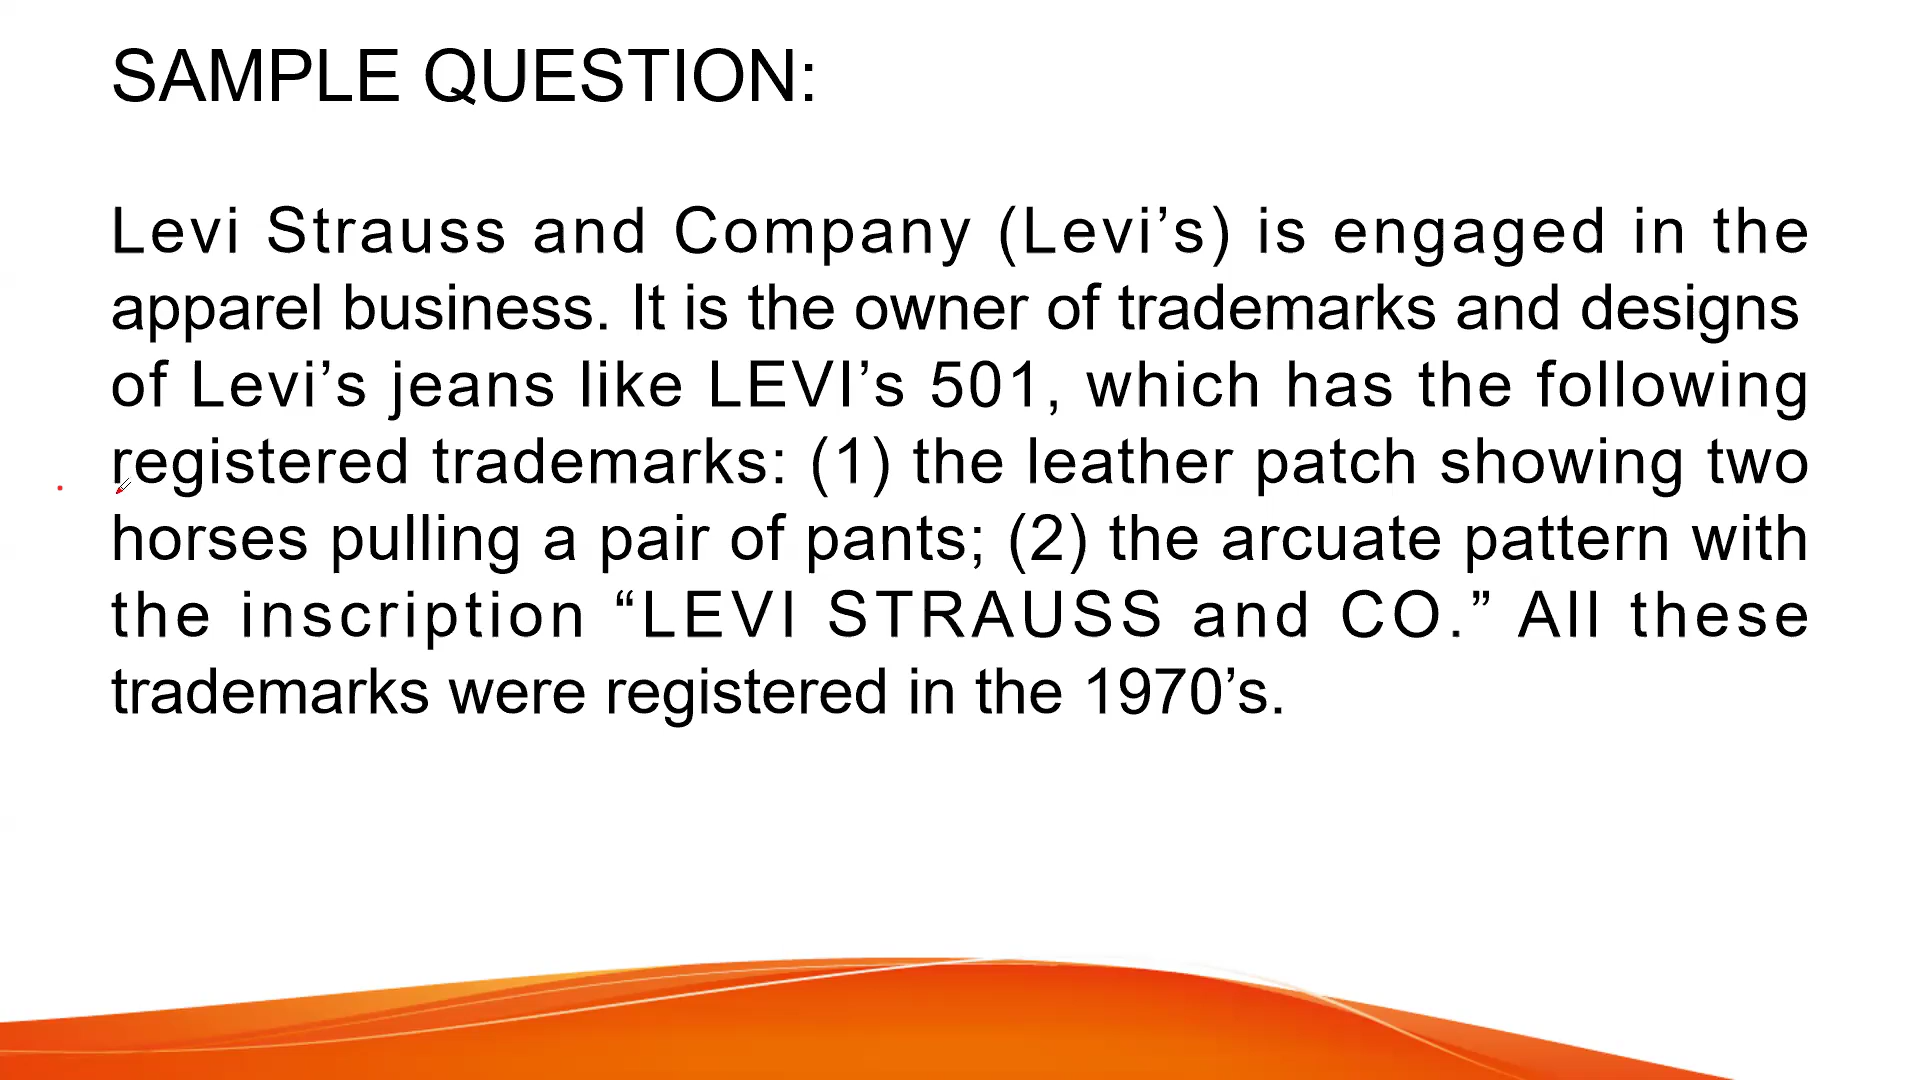 SAMPLE QUESTION:
Levi Strauss and Company (Levi’s) is engaged in the
apparel business. It is the owner of trademarks and designs
of Levi’s jeans like LEVI’s 501, which has the following
registered trademarks: (1) the leather patch showing two
horses pulling a pair of pants; (2) the arcuate pattern with
the inscription “LEVI STRAUSS and CO.” All these
trademarks were registered in the 1970’s.